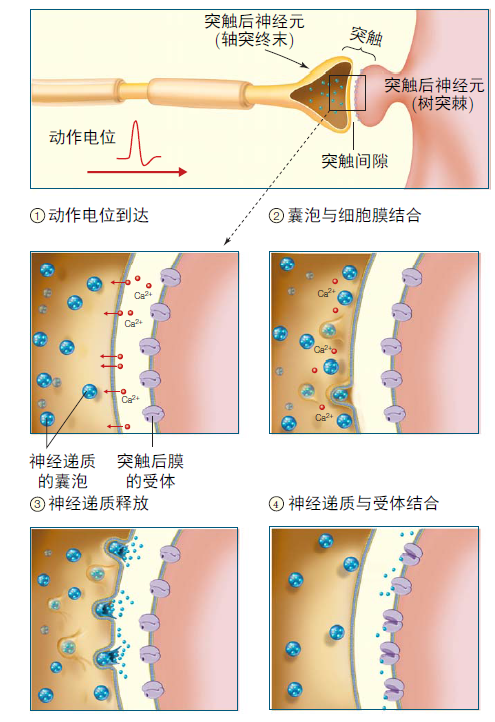 突触后神经元
(轴突终末)
突触
突触后神经元
(树突棘)
动作电位
突触间隙
①动作电位到达
②囊泡与细胞膜结合
Ca2+
Ca2+
Ca2+
Ca2+
Ca2+
Ca2+
神经递质
的囊泡
突触后膜
的受体
③神经递质释放
④神经递质与受体结合